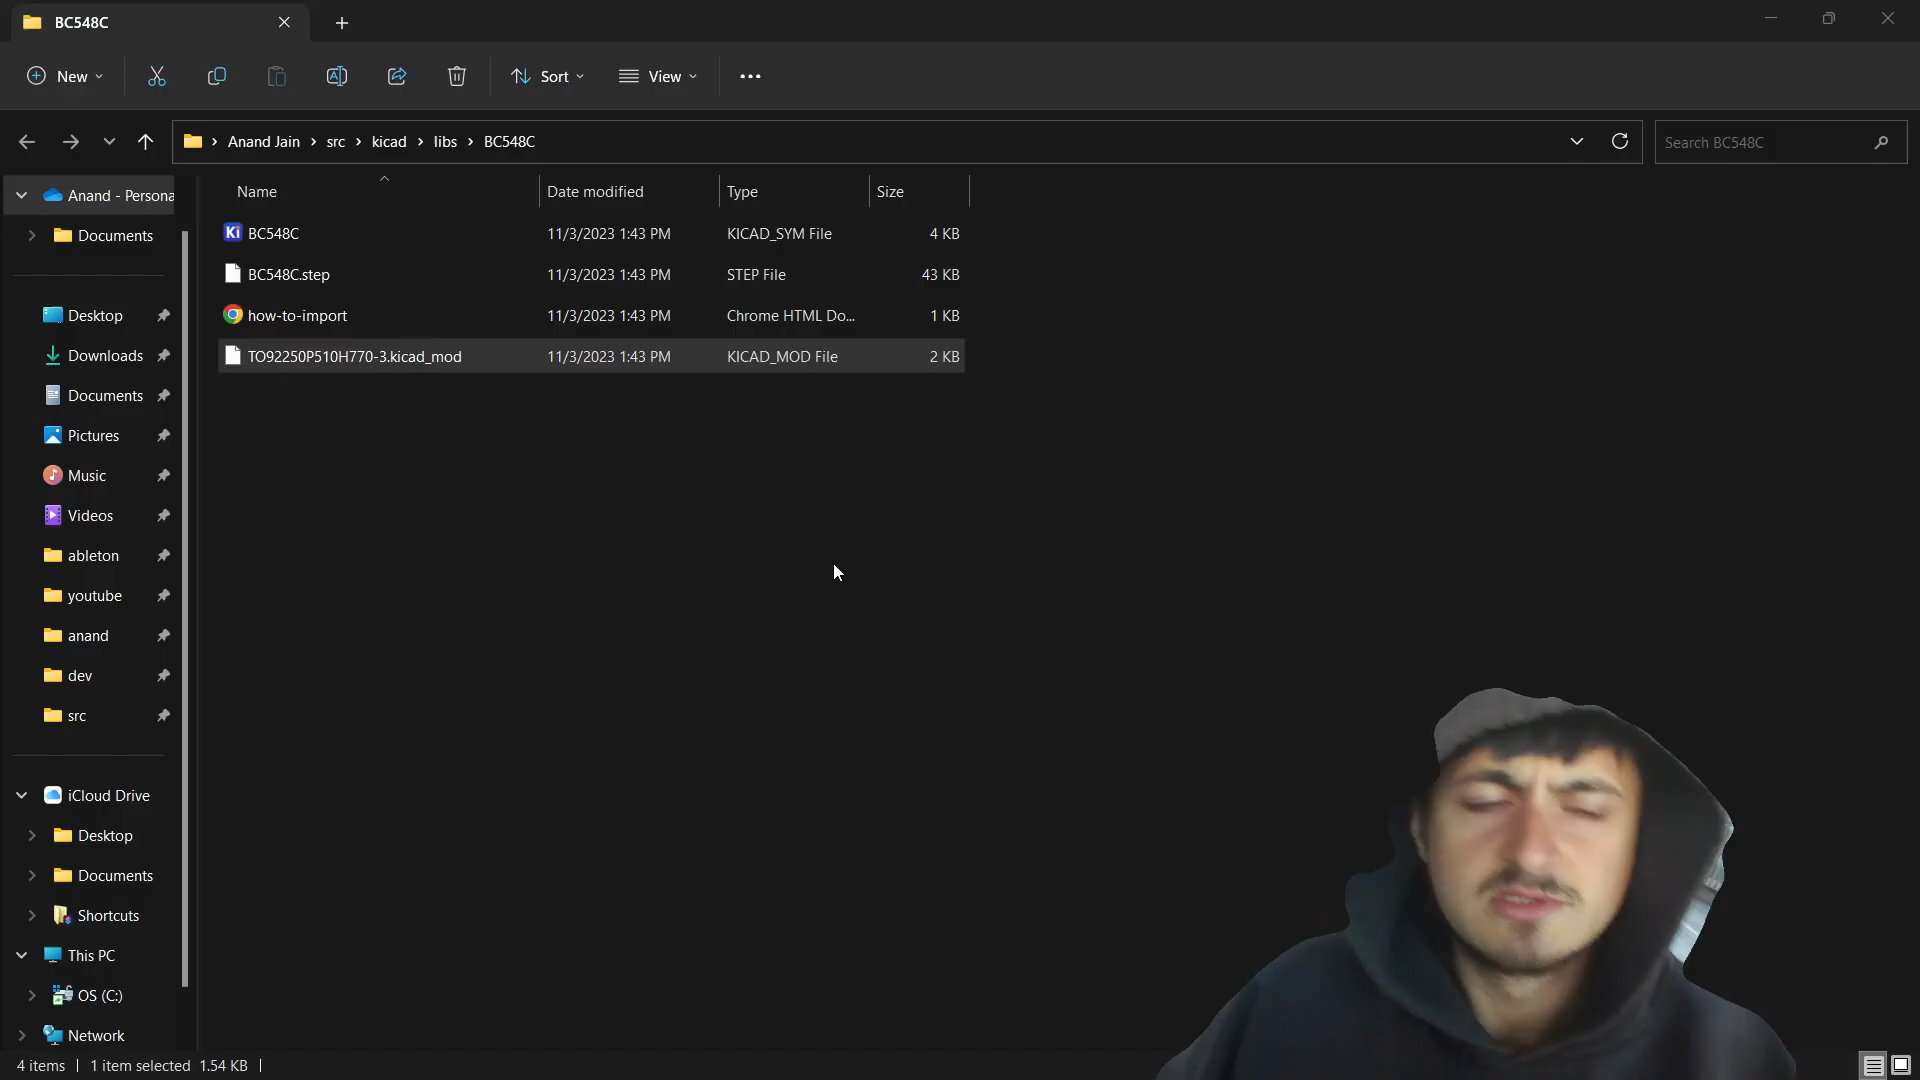 BC548C
New
Sort
View
Anand Jain > src > kicad > libs > BC548C
Search BC548C
Anand - Persona
Documents
Desktop
Downloads
Documents
Pictures
Music
Videos
ableton
youtube
anand
dev
src
iCloud Drive
Desktop
Documents
Shortcuts
This PC
OS (C:)
Network
Name Date modified Type Size
Ki BC548C 11/3/2023 1:43 PM KICAD_SYM File 4 KB
BC548C.step 11/3/2023 1:43 PM STEP File 43 KB
how-to-import 11/3/2023 1:43 PM Chrome HTML Do... 1 KB
TO92250P510H770-3.kicad_mod 11/3/2023 1:43 PM KICAD_MOD File 2 KB
4 items | 1 item selected 1.54 KB |